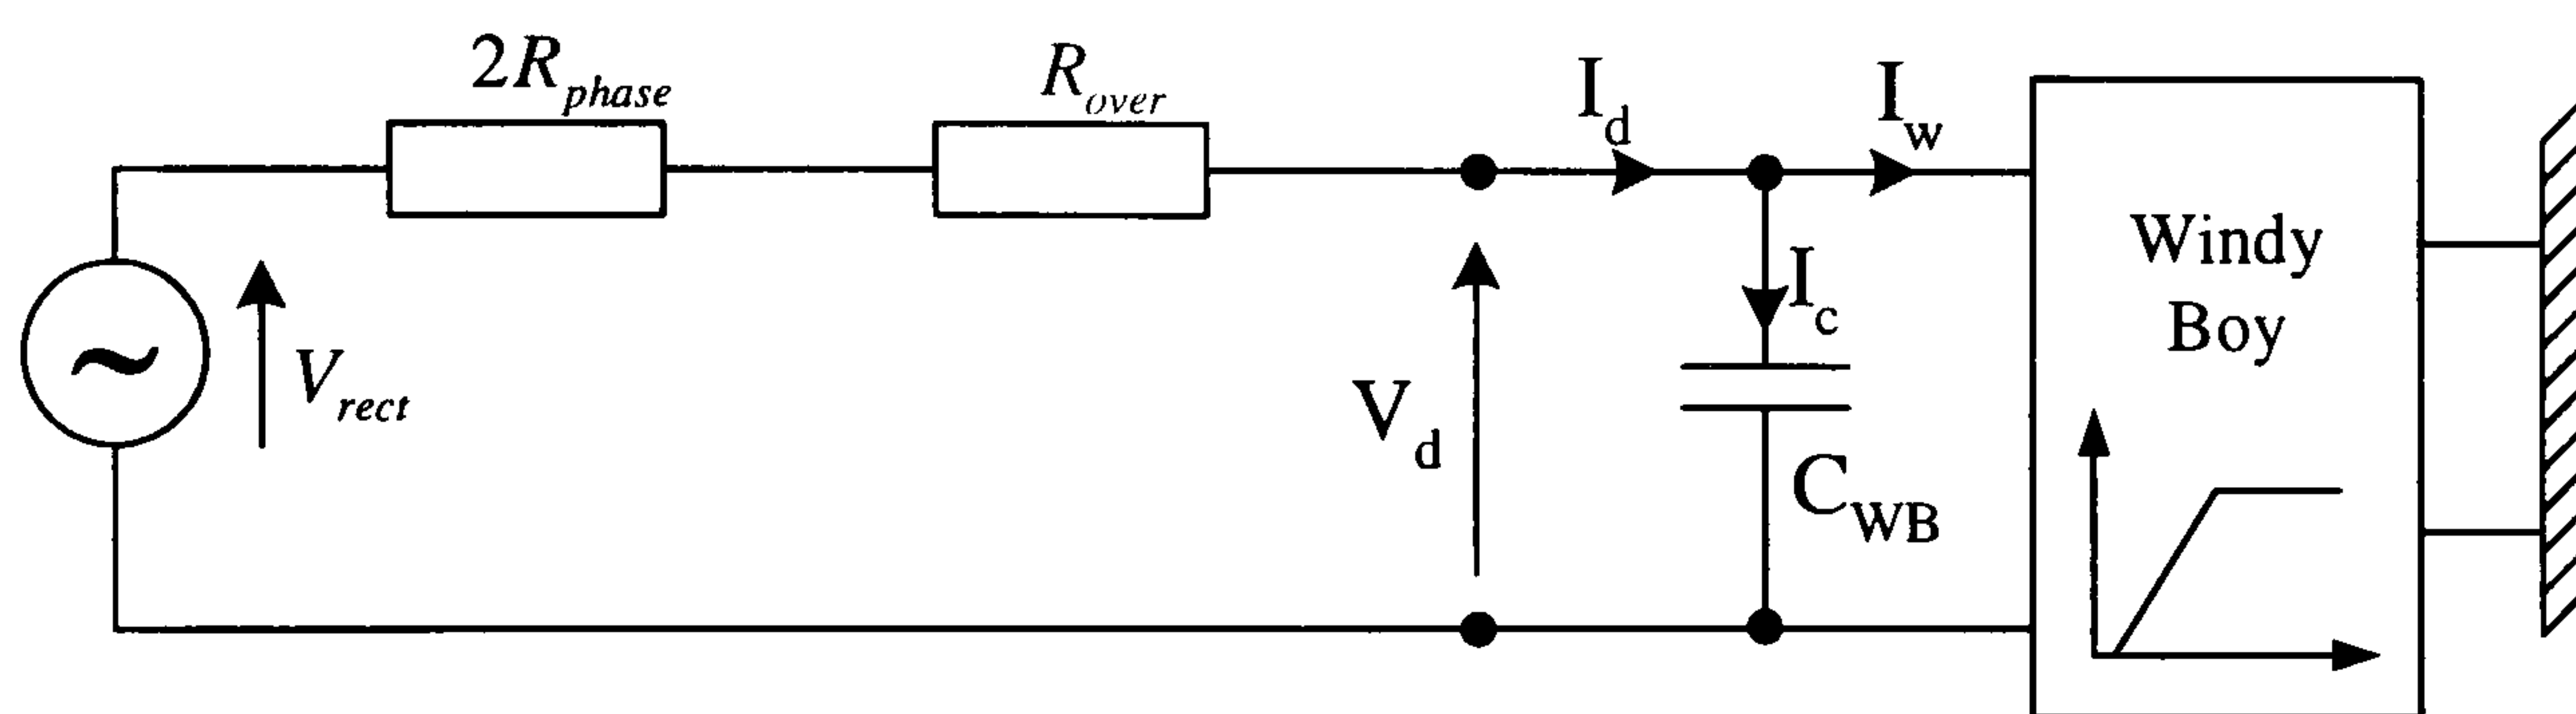 2R_phase
R_over
I_d
I_w
~
V_rect
V_d
I_c
C_WB
Windy
Boy